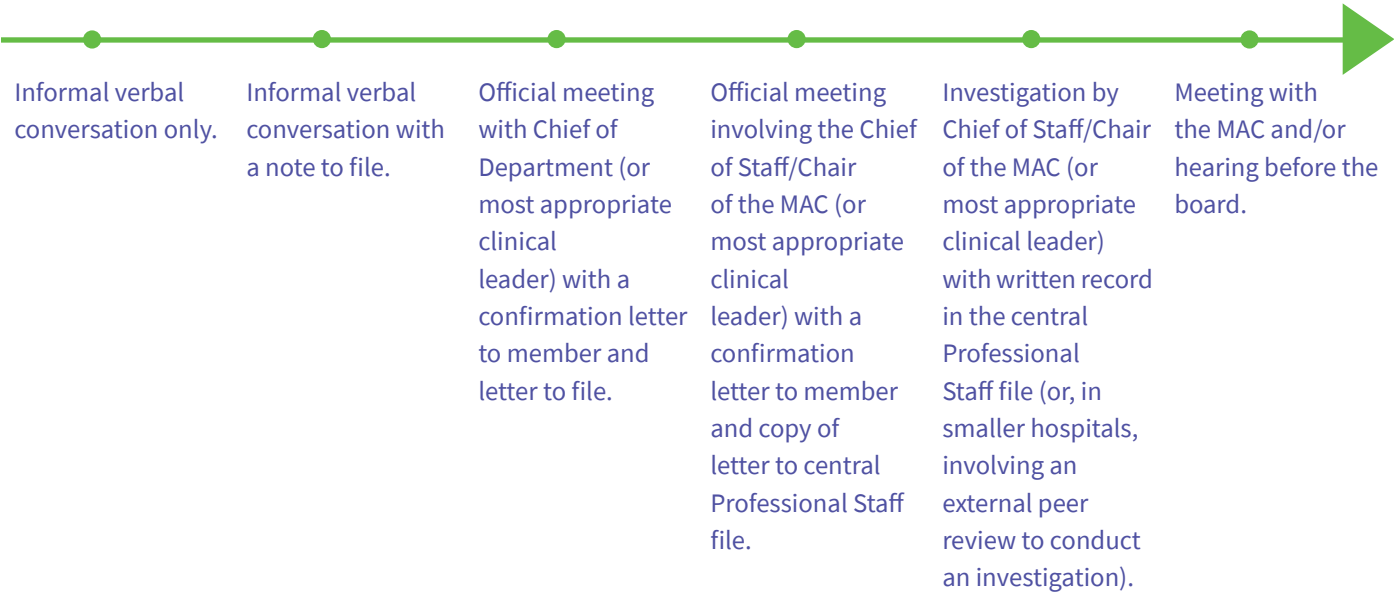 Informal verbal
conversation only.
Informal verbal
conversation with
a note to file.
Official meeting
with Chief of
Department (or
most appropriate
clinical
leader) with a
confirmation letter
to member and
letter to file.
Official meeting
involving the Chief
of Staff/Chair
of the MAC (or
most appropriate
clinical
leader) with a
confirmation
letter to member
and copy of
letter to central
Professional Staff
file.
Investigation by
Chief of Staff/Chair
of the MAC (or
most appropriate
clinical leader)
with written record
in the central
Professional
Staff file (or, in
smaller hospitals,
involving an
external peer
review to conduct
an investigation).
Meeting with
the MAC and/or
hearing before the
board.